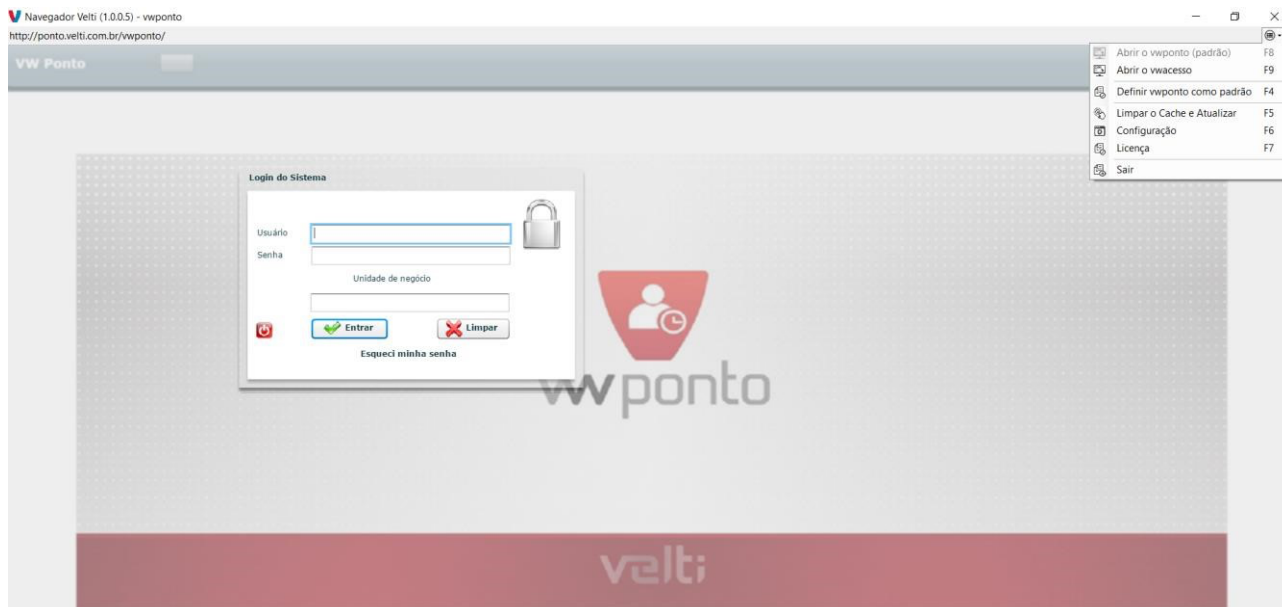 Navegador Velti (1.0.0.5) - vwponto
http://ponto.velti.com.br/vwponto/
VW Ponto
Abrir o vwponto (padrão) F8
Abrir o vwacesso F9
Definir vwponto como padrão F4
Limpar o Cache e Atualizar F5
Configuração F6
Licença F7
Sair
Login do Sistema
Usuário
Senha
Unidade de negócio
Entrar Limpar
Esqueci minha senha
vwponto
velti